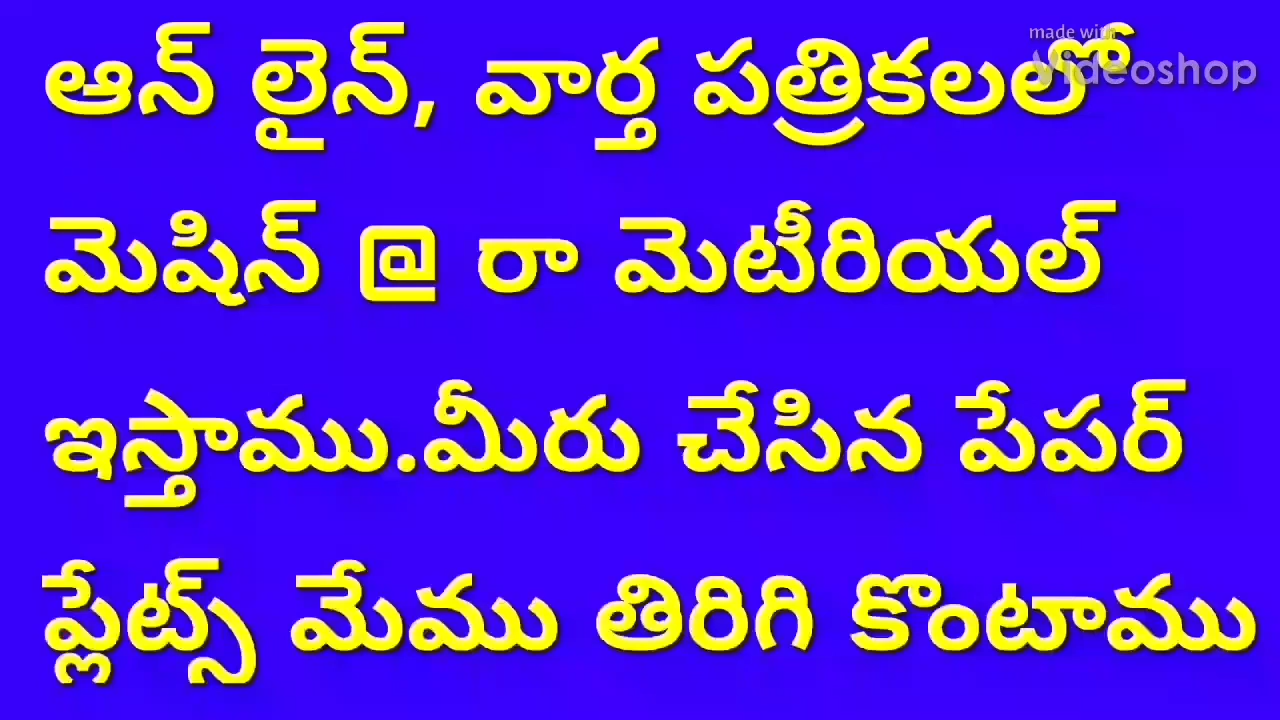 made with
Videoshop
ఆన్ లైన్, వార్త పత్రికలలో
మెషిన్ @ రా మెటీరియల్
ఇస్తాము.మీరు చేసిన పేపర్
ప్లేట్స్ మేము తిరిగి కొంటాము